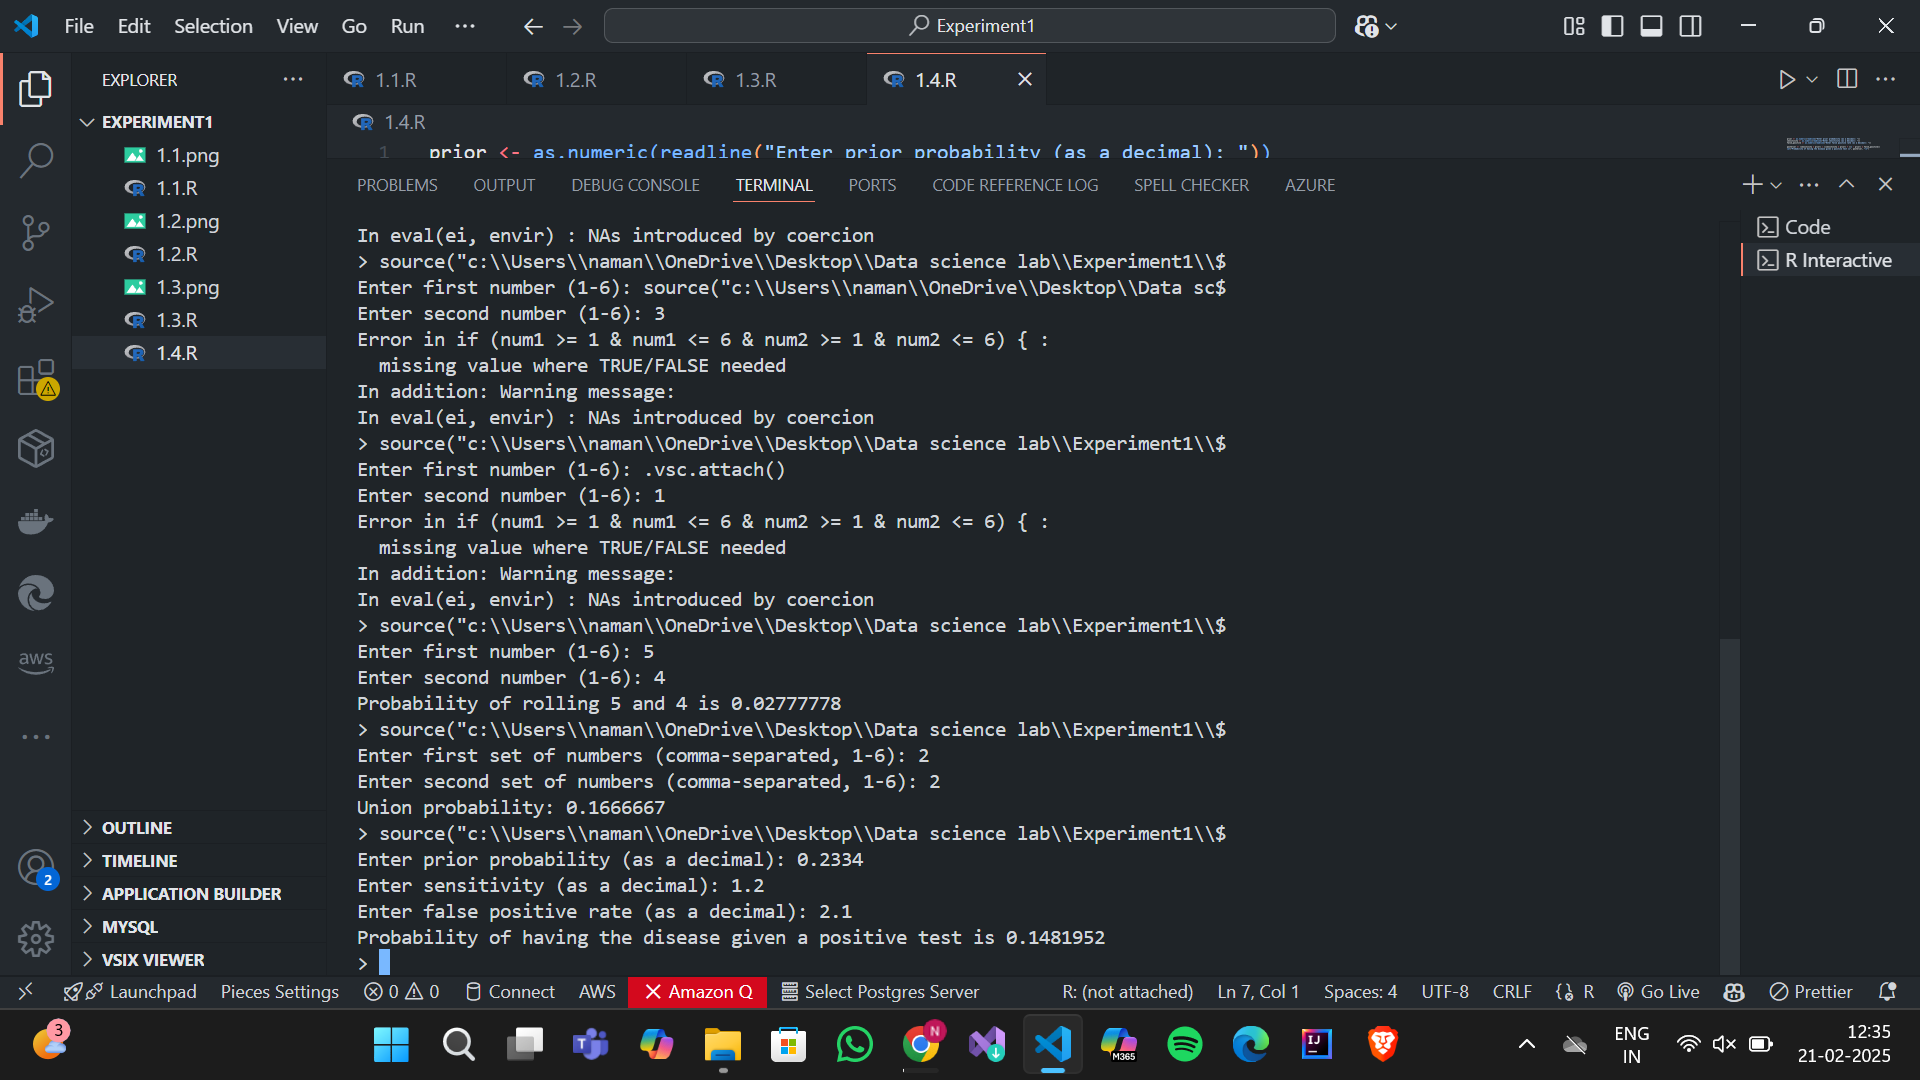 File Edit Selection View Go Run ···
Experiment1
EXPLORER
EXPERIMENT1
1.1.png
1.1.R
1.2.png
1.2.R
1.3.png
1.3.R
1.4.R
OUTLINE
TIMELINE
APPLICATION BUILDER
MYSQL
VSIX VIEWER
aws
2
1.1.R 1.2.R 1.3.R 1.4.R
1.4.R
1 prior <- as.numeric(readline("Enter prior probability (as a decimal): "))
PROBLEMS OUTPUT DEBUG CONSOLE TERMINAL PORTS CODE REFERENCE LOG SPELL CHECKER AZURE
Code
R Interactive
In eval(ei, envir) : NAs introduced by coercion
> source("c:\\Users\\naman\\OneDrive\\Desktop\\Data science lab\\Experiment1\\$
Enter first number (1-6): source("c:\\Users\\naman\\OneDrive\\Desktop\\Data sc$
Enter second number (1-6): 3
Error in if (num1 >= 1 & num1 <= 6 & num2 >= 1 & num2 <= 6) { :
  missing value where TRUE/FALSE needed
In addition: Warning message:
In eval(ei, envir) : NAs introduced by coercion
> source("c:\\Users\\naman\\OneDrive\\Desktop\\Data science lab\\Experiment1\\$
Enter first number (1-6): .vsc.attach()
Enter second number (1-6): 1
Error in if (num1 >= 1 & num1 <= 6 & num2 >= 1 & num2 <= 6) { :
  missing value where TRUE/FALSE needed
In addition: Warning message:
In eval(ei, envir) : NAs introduced by coercion
> source("c:\\Users\\naman\\OneDrive\\Desktop\\Data science lab\\Experiment1\\$
Enter first number (1-6): 5
Enter second number (1-6): 4
Probability of rolling 5 and 4 is 0.02777778
> source("c:\\Users\\naman\\OneDrive\\Desktop\\Data science lab\\Experiment1\\$
Enter first set of numbers (comma-separated, 1-6): 2
Enter second set of numbers (comma-separated, 1-6): 2
Union probability: 0.1666667
> source("c:\\Users\\naman\\OneDrive\\Desktop\\Data science lab\\Experiment1\\$
Enter prior probability (as a decimal): 0.2334
Enter sensitivity (as a decimal): 1.2
Enter false positive rate (as a decimal): 2.1
Probability of having the disease given a positive test is 0.1481952
>
Launchpad Pieces Settings 0 0 Connect AWS Amazon Q Select Postgres Server R: (not attached) Ln 7, Col 1 Spaces: 4 UTF-8 CRLF R Go Live Prettier
3
T
N
M365
IJ
ENG
IN
12:35
21-02-2025